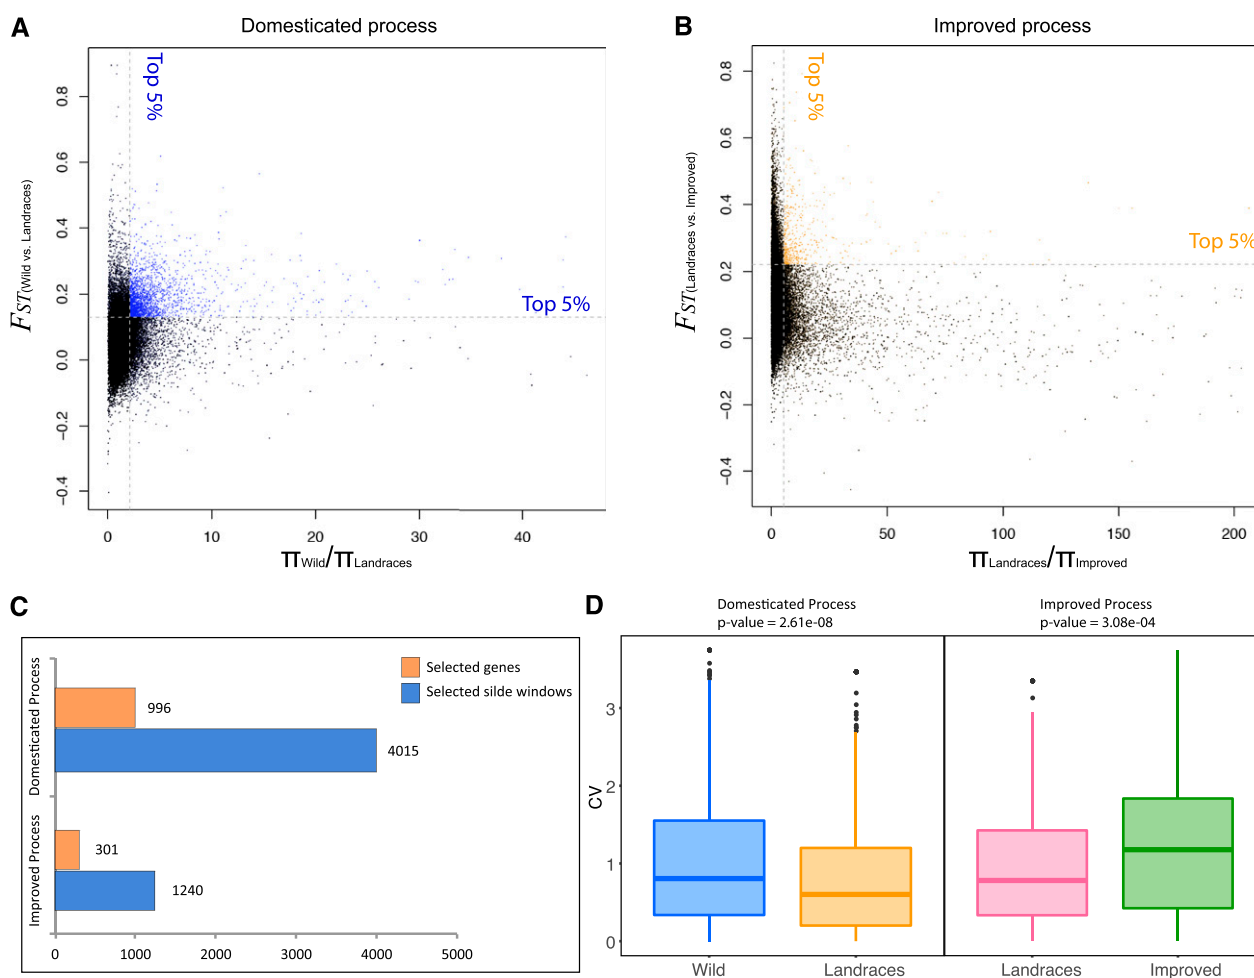 A
Domesticated process
Top 5%
Top 5%
FST(Wild vs. Landraces)
0.8
0.6
0.4
0.2
0.0
−0.2
−0.4
0 10 20 30 40
πWild/πLandraces
B
Improved process
Top 5%
Top 5%
FST(Landraces vs. Improved)
0.8
0.6
0.4
0.2
0.0
−0.2
−0.4
0 50 100 150 200
πLandraces/πImproved
C
Selected genes
Selected silde windows
Domesticated Process
996
4015
Improved Process
301
1240
0 1000 2000 3000 4000 5000
D
Domesticated Process
p-value = 2.61e-08
Improved Process
p-value = 3.08e-04
CV
3
2
1
0
Wild Landraces Landraces Improved